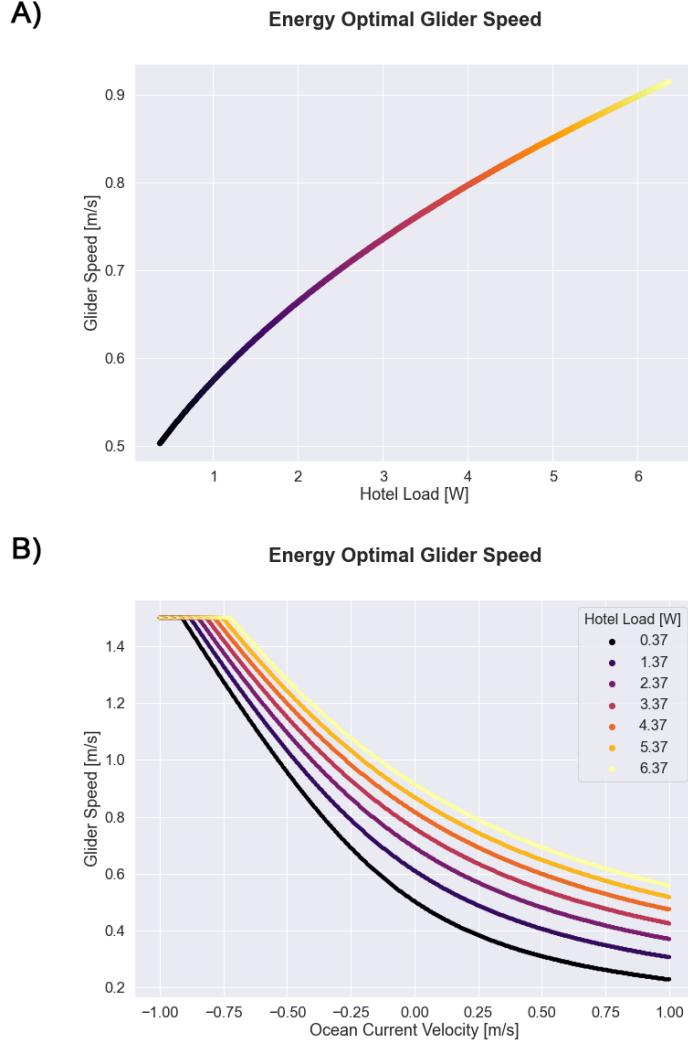 A)
Energy Optimal Glider Speed
0.9
0.8
0.7
0.6
0.5
Glider Speed [m/s]
1 2 3 4 5 6
Hotel Load [W]
B)
Energy Optimal Glider Speed
1.4
1.2
1.0
0.8
0.6
0.4
0.2
Glider Speed [m/s]
Hotel Load [W]
0.37
1.37
2.37
3.37
4.37
5.37
6.37
−1.00 −0.75 −0.50 −0.25 0.00 0.25 0.50 0.75 1.00
Ocean Current Velocity [m/s]